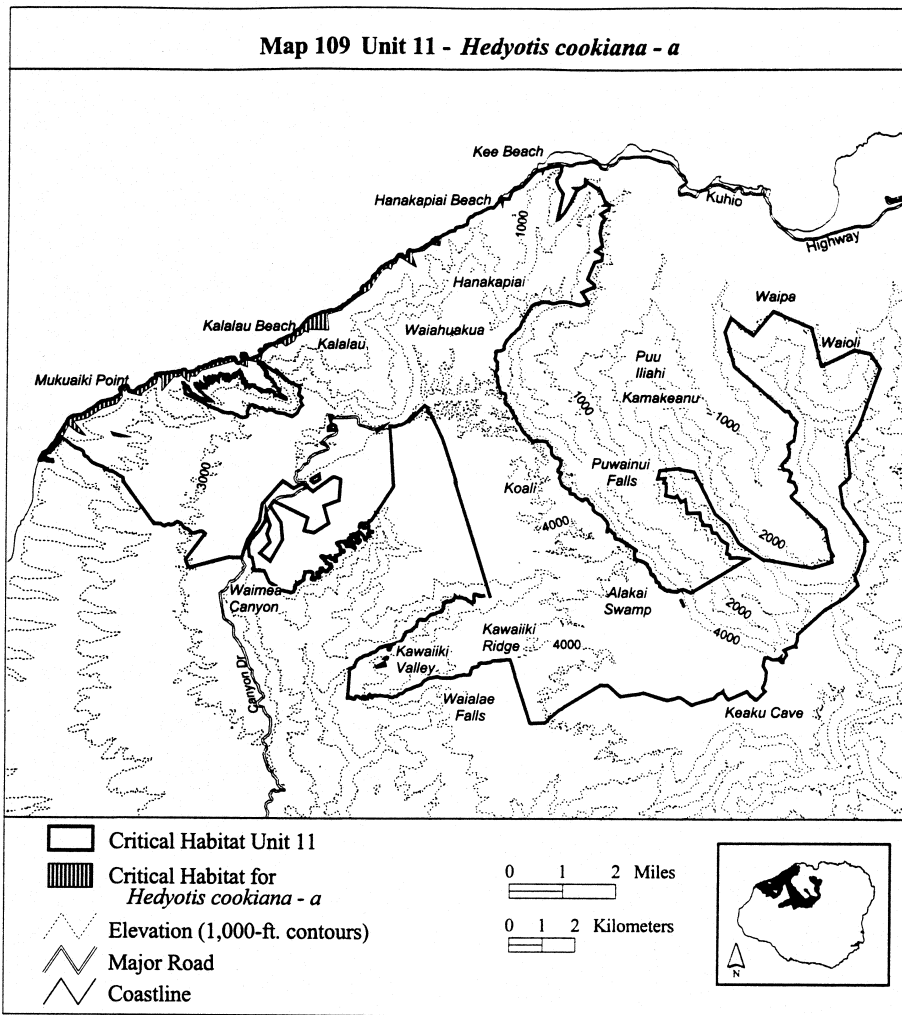 Map 109 Unit 11 - Hedyotis cookiana - a
Kee Beach
Hanakapiai Beach
Kuhio
Highway
1000
Hanakapiai
Waipa
Kalalau Beach
Waiahuakua
Kalalau
Waioli
Puu
Iliahi
Mukuaiki Point
Kamakeanu
1000
1000
3000
Puwainui
Falls
Koali
4000
2000
Waimea
Canyon
Alakai
Swamp
2000
4000
Kawaiiki
Ridge
4000
Kawaiiki
Valley
Canyon Dr
Waialae
Falls
Keaku Cave
Critical Habitat Unit 11
Critical Habitat for
Hedyotis cookiana - a
Elevation (1,000-ft. contours)
Major Road
Coastline
0 1 2 Miles
0 1 2 Kilometers
N